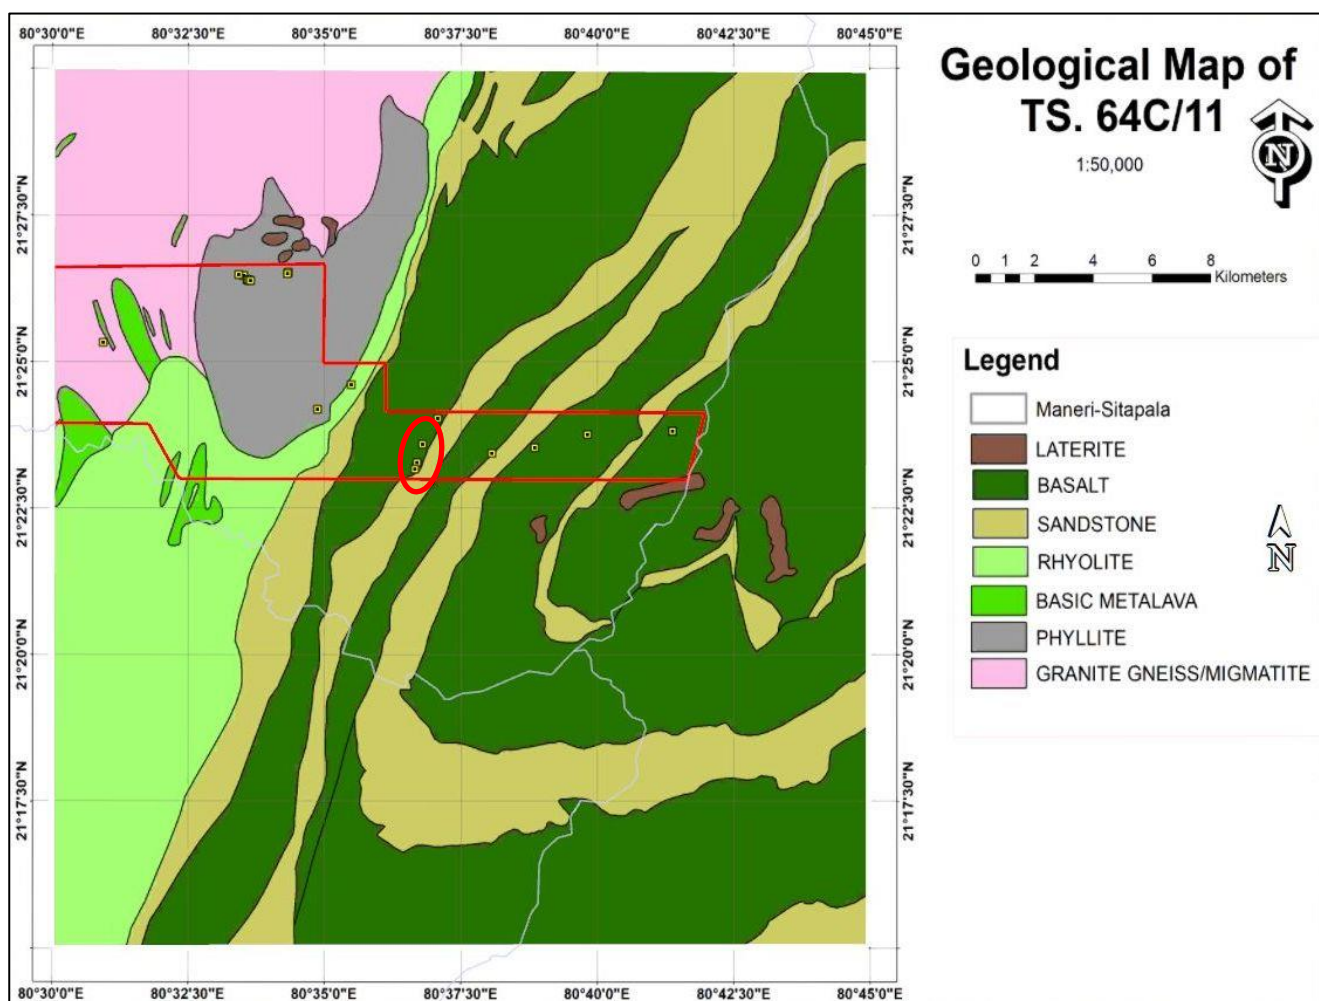 80°30'0"E 80°32'30"E 80°35'0"E 80°37'30"E 80°40'0"E 80°42'30"E 80°45'0"E
21°27'30"N 21°27'30"N
21°25'0"N 21°25'0"N
21°22'30"N 21°22'30"N
21°20'0"N 21°20'0"N
21°17'30"N 21°17'30"N
80°30'0"E 80°32'30"E 80°35'0"E 80°37'30"E 80°40'0"E 80°42'30"E 80°45'0"E
Geological Map of
TS. 64C/11
N
1:50,000
0 1 2 4 6 8
Kilometers
Legend
Maneri-Sitapala
LATERITE
BASALT
SANDSTONE
RHYOLITE
BASIC METALAVA
PHYLLITE
GRANITE GNEISS/MIGMATITE
N